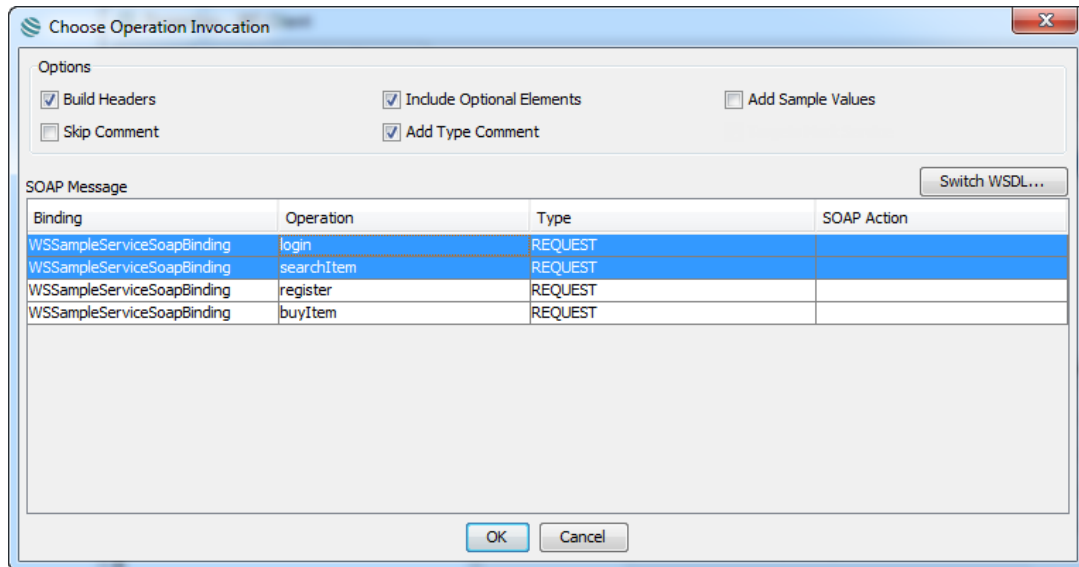 Choose Operation Invocation
Options
Build Headers Include Optional Elements Add Sample Values
Skip Comment Add Type Comment
SOAP Message Switch WSDL...
Binding Operation Type SOAP Action
WSSampleServiceSoapBinding login REQUEST
WSSampleServiceSoapBinding searchItem REQUEST
WSSampleServiceSoapBinding register REQUEST
WSSampleServiceSoapBinding buyItem REQUEST
OK Cancel